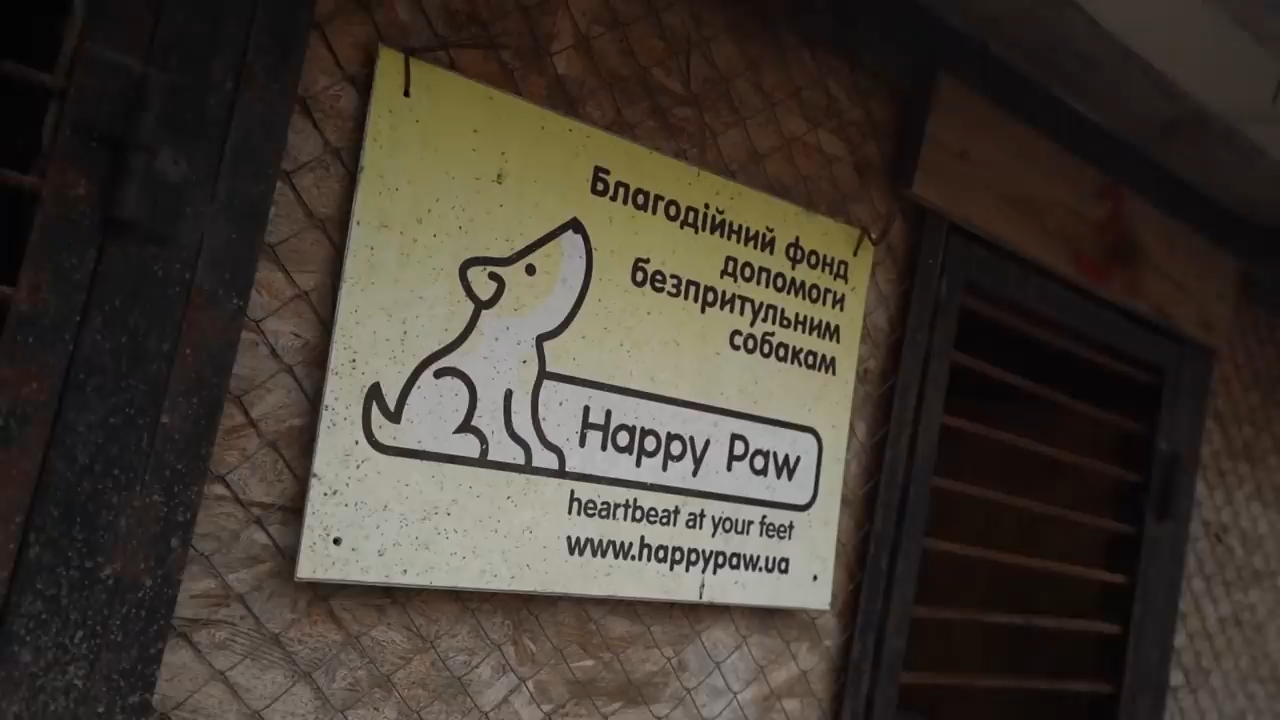 Благодійний фонд
допомоги
безпритульним
собакам
Happy Paw
heartbeat at your feet
www.happypaw.ua